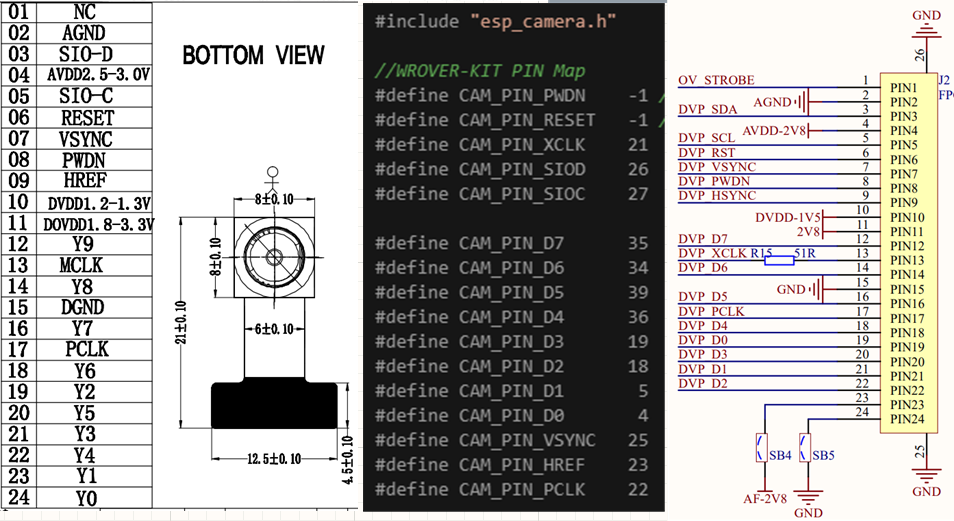 01 NC
02 AGND
03 SIO-D
04 AVDD2.5-3.0V
05 SIO-C
06 RESET
07 VSYNC
08 PWDN
09 HREF
10 DVDD1.2-1.3V
11 DOVDD1.8-3.3V
12 Y9
13 MCLK
14 Y8
15 DGND
16 Y7
17 PCLK
18 Y6
19 Y2
20 Y5
21 Y3
22 Y4
23 Y1
24 Y0
BOTTOM VIEW
8±0.10
8±0.10
21±0.10
6±0.10
12.5±0.10
4.5±0.10
#include "esp_camera.h"
//WROVER-KIT PIN Map
#define CAM_PIN_PWDN -1 /
#define CAM_PIN_RESET -1 /
#define CAM_PIN_XCLK 21
#define CAM_PIN_SIOD 26
#define CAM_PIN_SIOC 27
#define CAM_PIN_D7 35
#define CAM_PIN_D6 34
#define CAM_PIN_D5 39
#define CAM_PIN_D4 36
#define CAM_PIN_D3 19
#define CAM_PIN_D2 18
#define CAM_PIN_D1 5
#define CAM_PIN_D0 4
#define CAM_PIN_VSYNC 25
#define CAM_PIN_HREF 23
#define CAM_PIN_PCLK 22
GND
26
J2
FP
OV_STROBE 1 PIN1
AGND 2 PIN2
DVP_SDA 3 PIN3
AVDD-2V8 4 PIN4
DVP_SCL 5 PIN5
DVP_RST 6 PIN6
DVP_VSYNC 7 PIN7
DVP_PWDN 8 PIN8
DVP_HSYNC 9 PIN9
DVDD-1V5 10 PIN10
2V8 11 PIN11
DVP_D7 12 PIN12
DVP_XCLK R15 51R 13 PIN13
DVP_D6 14 PIN14
GND 15 PIN15
DVP_D5 16 PIN16
DVP_PCLK 17 PIN17
DVP_D4 18 PIN18
DVP_D0 19 PIN19
DVP_D3 20 PIN20
DVP_D1 21 PIN21
DVP_D2 22 PIN22
23 PIN23
24 PIN24
SB4 SB5
25
AF-2V8
GND
GND